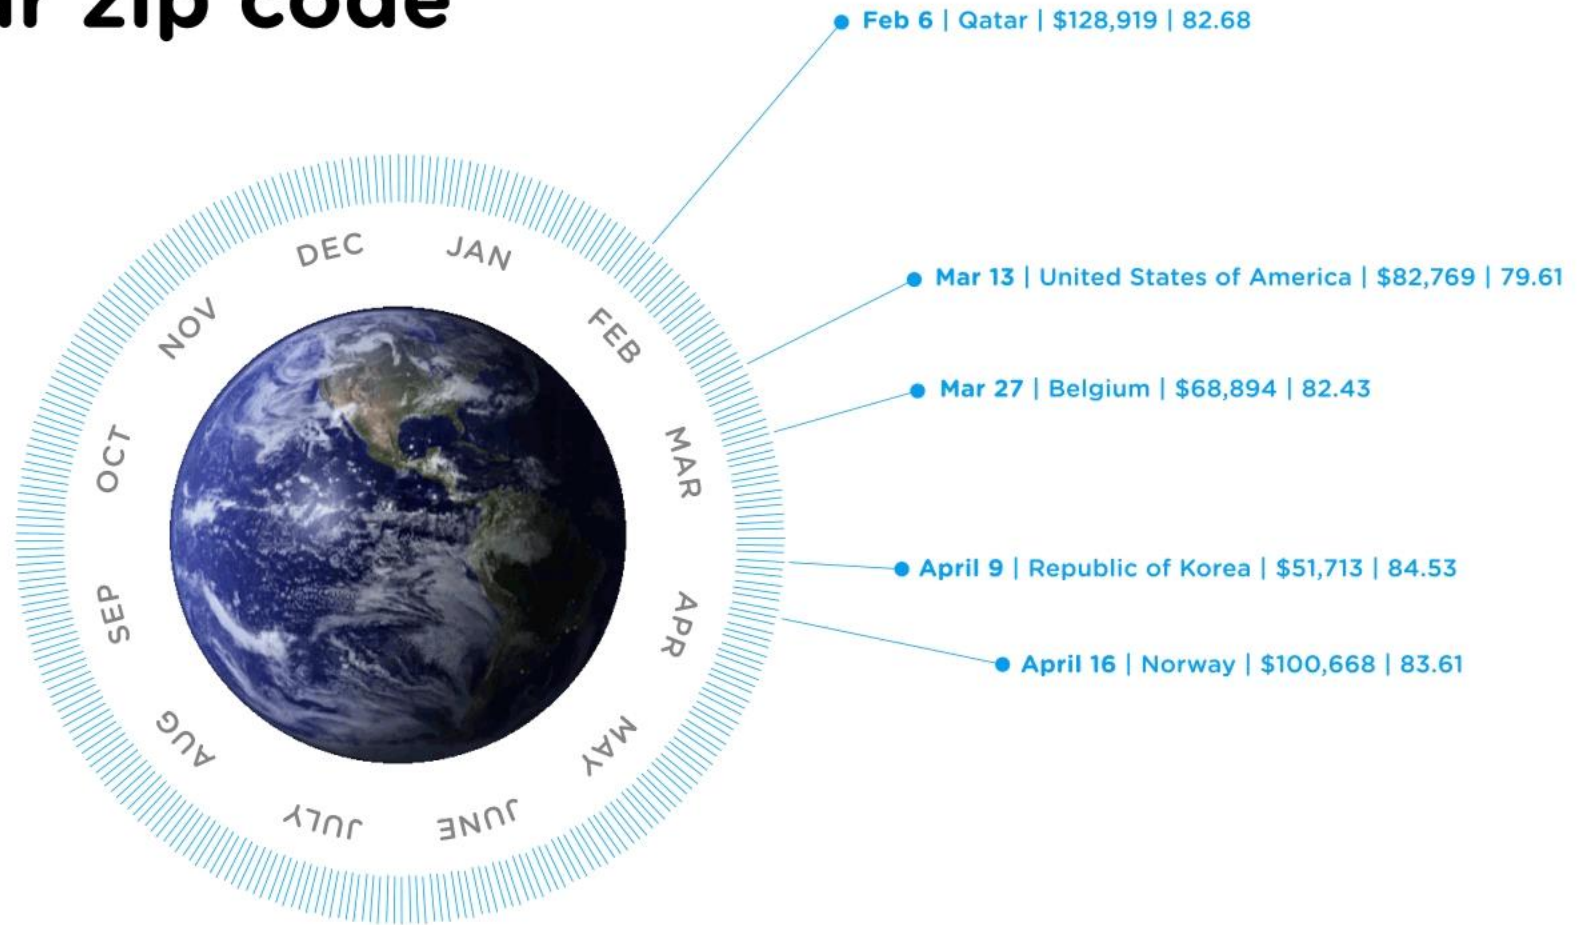 zip code
Feb 6 | Qatar | $128,919 | 82.68
Mar 13 | United States of America | $82,769 | 79.61
Mar 27 | Belgium | $68,894 | 82.43
April 9 | Republic of Korea | $51,713 | 84.53
April 16 | Norway | $100,668 | 83.61
JAN
FEB
MAR
APR
MAY
JUNE
JULY
AUG
SEP
OCT
NOV
DEC